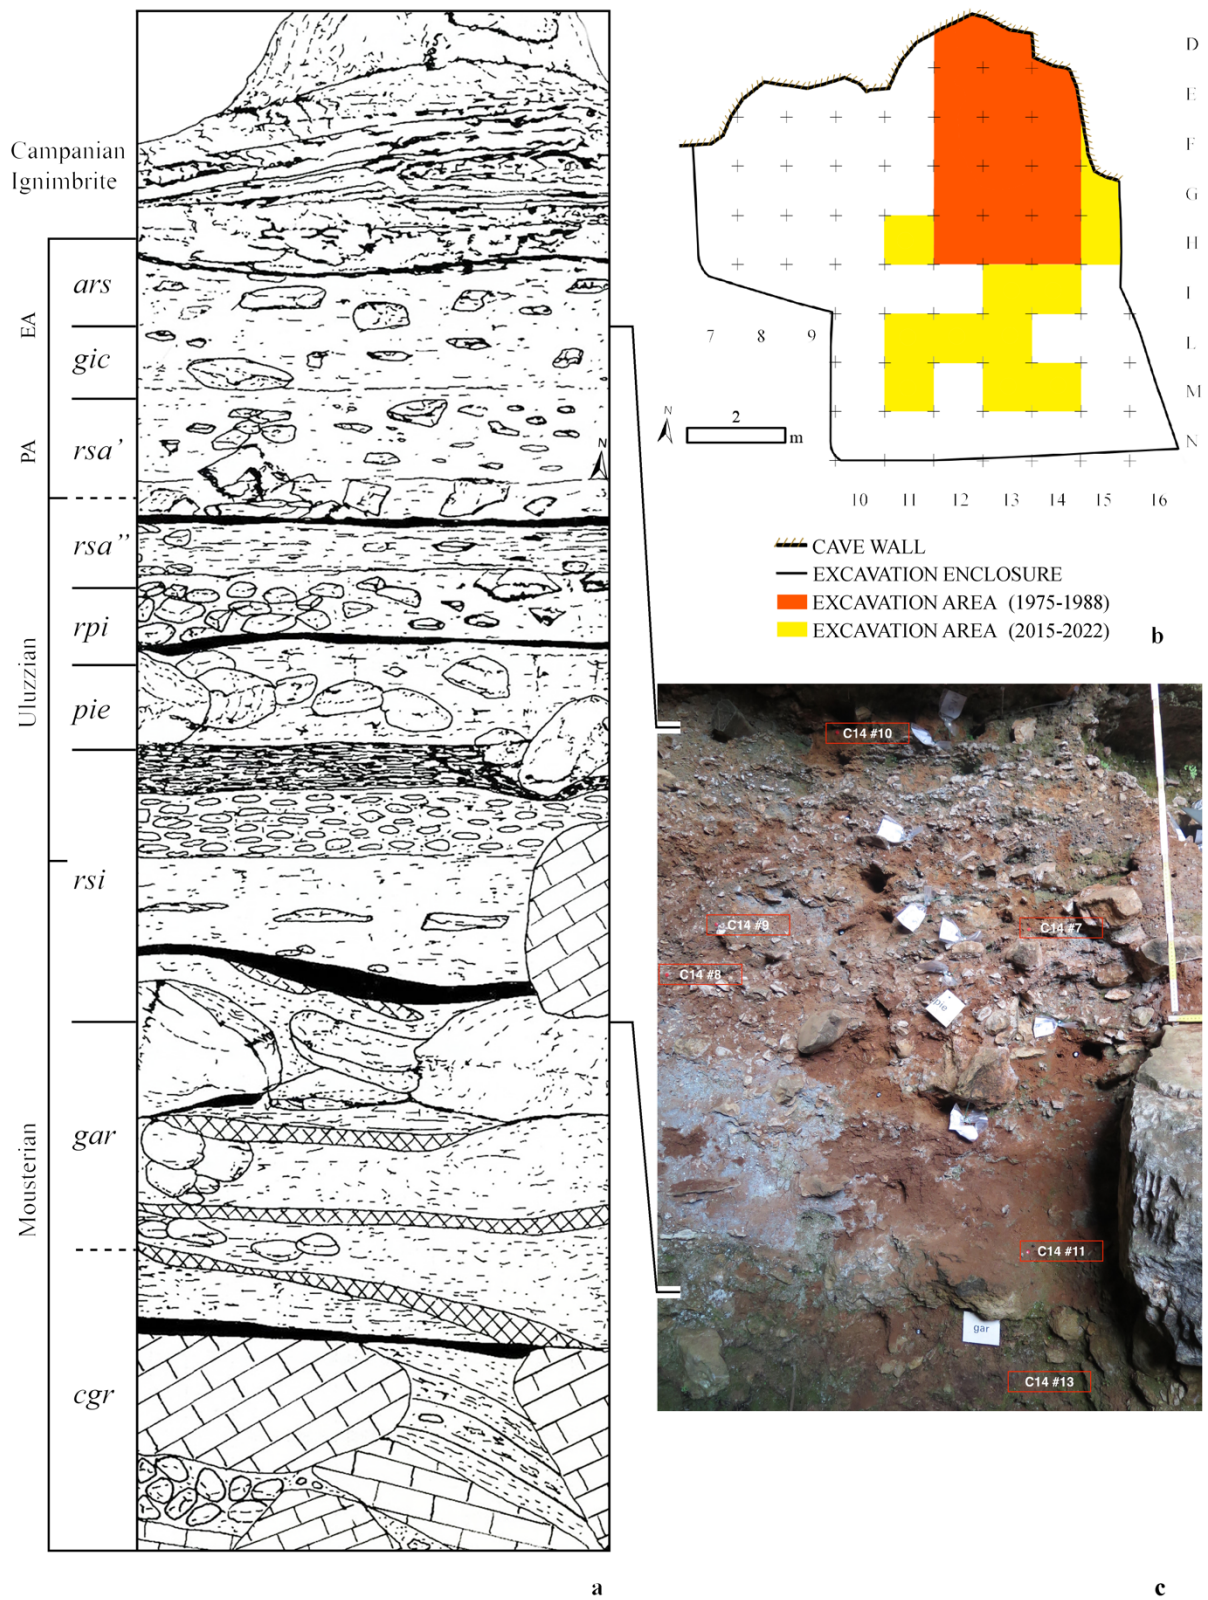 Campanian
Ignimbrite
EA
PA
Uluzzian
Mousterian
ars
gic
rsa’
rsa”
rpi
pie
rsi
gar
cgr
N
a
D
E
F
G
H
I
L
M
N
7 8 9
10 11 12 13 14 15 16
N
2
m
CAVE WALL
EXCAVATION ENCLOSURE
EXCAVATION AREA (1975-1988)
EXCAVATION AREA (2015-2022)
b
C14 #10
C14 #9
C14 #7
C14 #8
pie
C14 #11
gar
C14 #13
c